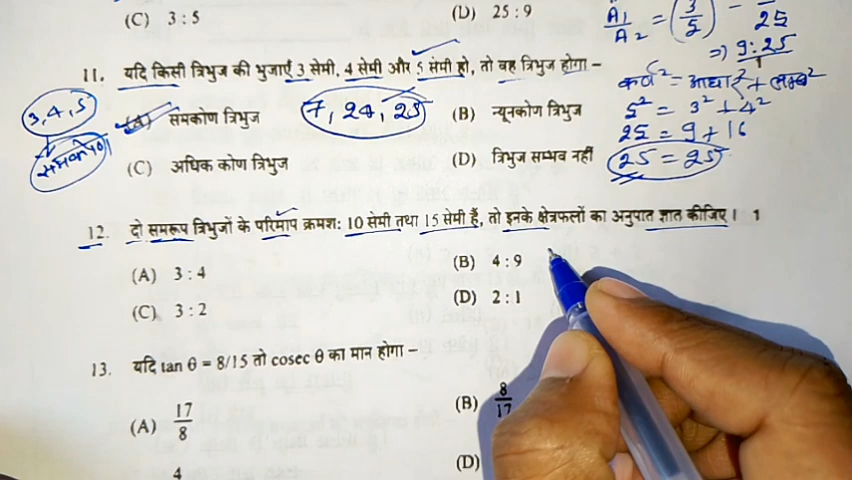 (C) 3 : 5
(D) 25 : 9
A1/A2 = (3/5) = /25
⇒ 9:25
11. यदि किसी त्रिभुज की भुजाएँ 3 सेमी, 4 सेमी और 5 सेमी हो, तो वह त्रिभुज होगा – 1
(A) समकोण त्रिभुज
(B) न्यूनकोण त्रिभुज
(C) अधिक कोण त्रिभुज
(D) त्रिभुज सम्भव नहीं
3, 4, 5
समकोण
7, 24, 25
कर्ण² = आधार² + लम्ब²
5² = 3² + 4²
25 = 9 + 16
25 = 25
12. दो समरूप त्रिभुजों के परिमाप क्रमश: 10 सेमी तथा 15 सेमी हैं, तो इनके क्षेत्रफलों का अनुपात ज्ञात कीजिए। 1
(A) 3 : 4
(B) 4 : 9
(C) 3 : 2
(D) 2 : 1
13. यदि tan θ = 8/15 तो cosec θ का मान होगा –
(A) 17/8
(B) 8/17
4
(D)